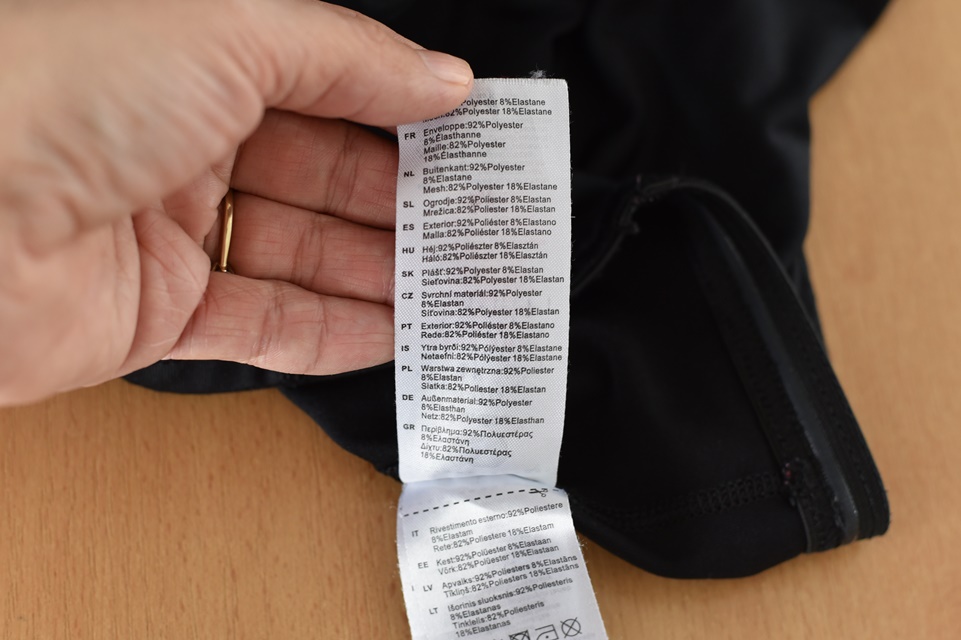 Polyester 8%Elastane
Mesh:82%Polyester 18%Elastane
FR Enveloppe:92%Polyester
8%Élasthanne
Maille:82%Polyester
18%Élasthanne
NL Buitenkant:92%Polyester
8%Elastane
Mesh:82%Polyester 18%Elastane
SL Ogrodje:92%Poliester 8%Elastan
Mrežica:82%Poliester 18%Elastan
ES Exterior:92%Poliéster 8%Elastano
Malla:82%Poliéster 18%Elastano
HU Héj:92%Poliészter 8%Elasztán
Háló:82%Poliészter 18%Elasztán
SK Plášť:92%Polyester 8%Elastan
Sieťovina:82%Polyester 18%Elastan
CZ Svrchní materiál:92%Polyester
8%Elastan
Síťovina:82%Polyester 18%Elastan
PT Exterior:92%Poliéster 8%Elastano
Rede:82%Poliéster 18%Elastano
IS Ytra byrði:92%Pólýester 8%Elastane
Netaefni:82%Pólýester 18%Elastane
PL Warstwa zewnętrzna:92%Polyester
8%Elastan
Siatka:82%Polyester 18%Elastan
DE Außenmaterial:92%Polyester
8%Elasthan
Netz:82%Polyester 18%Elasthan
GR Περίβλημα:92%Πολυεστέρας
8%Ελαστάνη
Δίχτυ:82%Πολυεστέρας
18%Ελαστάνη
IT Rivestimento esterno:92%Poliestere
8%Elastam
Rete:82%Poliestere 18%Elastam
EE Kest:92%Polüester 8%Elastaan
Võrk:82%Polüester 18%Elastaan
LV Apvalks:92%Poliesters 8%Elastāns
Tīkliņš:82%Poliesters 18%Elastāns
LT Išorinis sluoksnis:92%Poliesteris
8%Elastanas
Tinklelis:82%Poliesteris
18%Elastanas